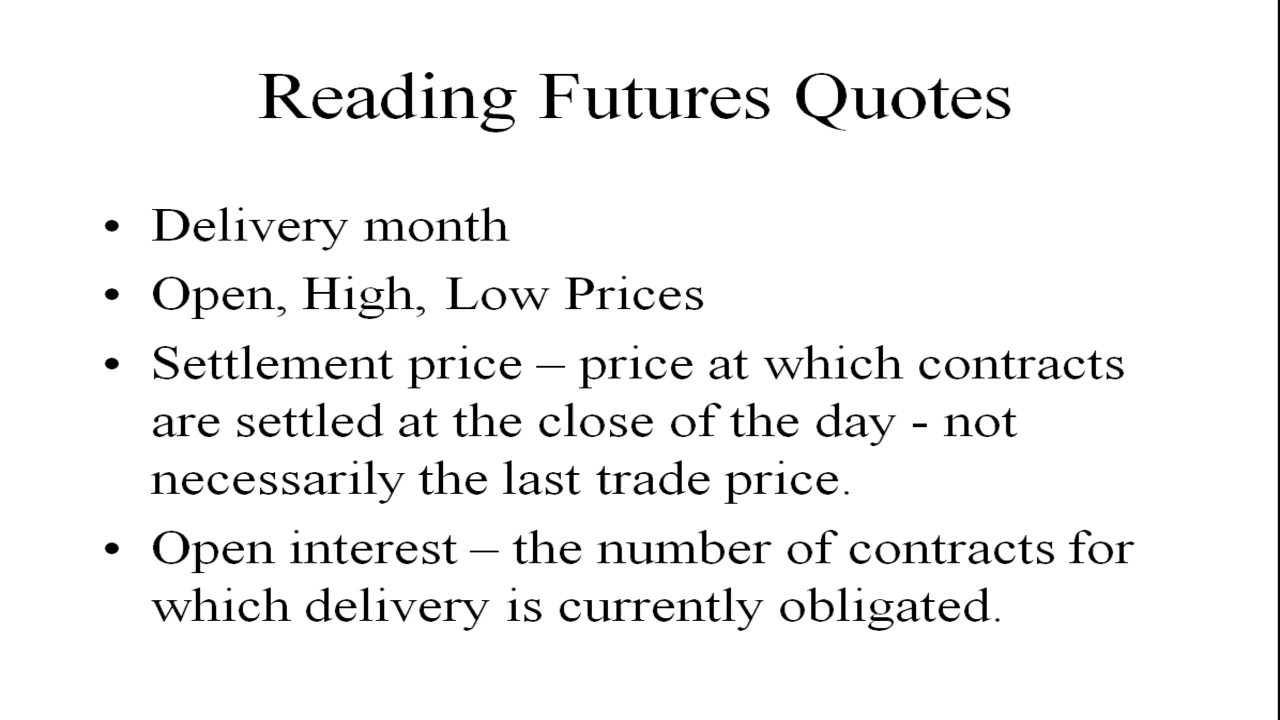 Reading Futures Quotes
• Delivery month
• Open, High, Low Prices
• Settlement price – price at which contracts
are settled at the close of the day - not
necessarily the last trade price.
• Open interest – the number of contracts for
which delivery is currently obligated.